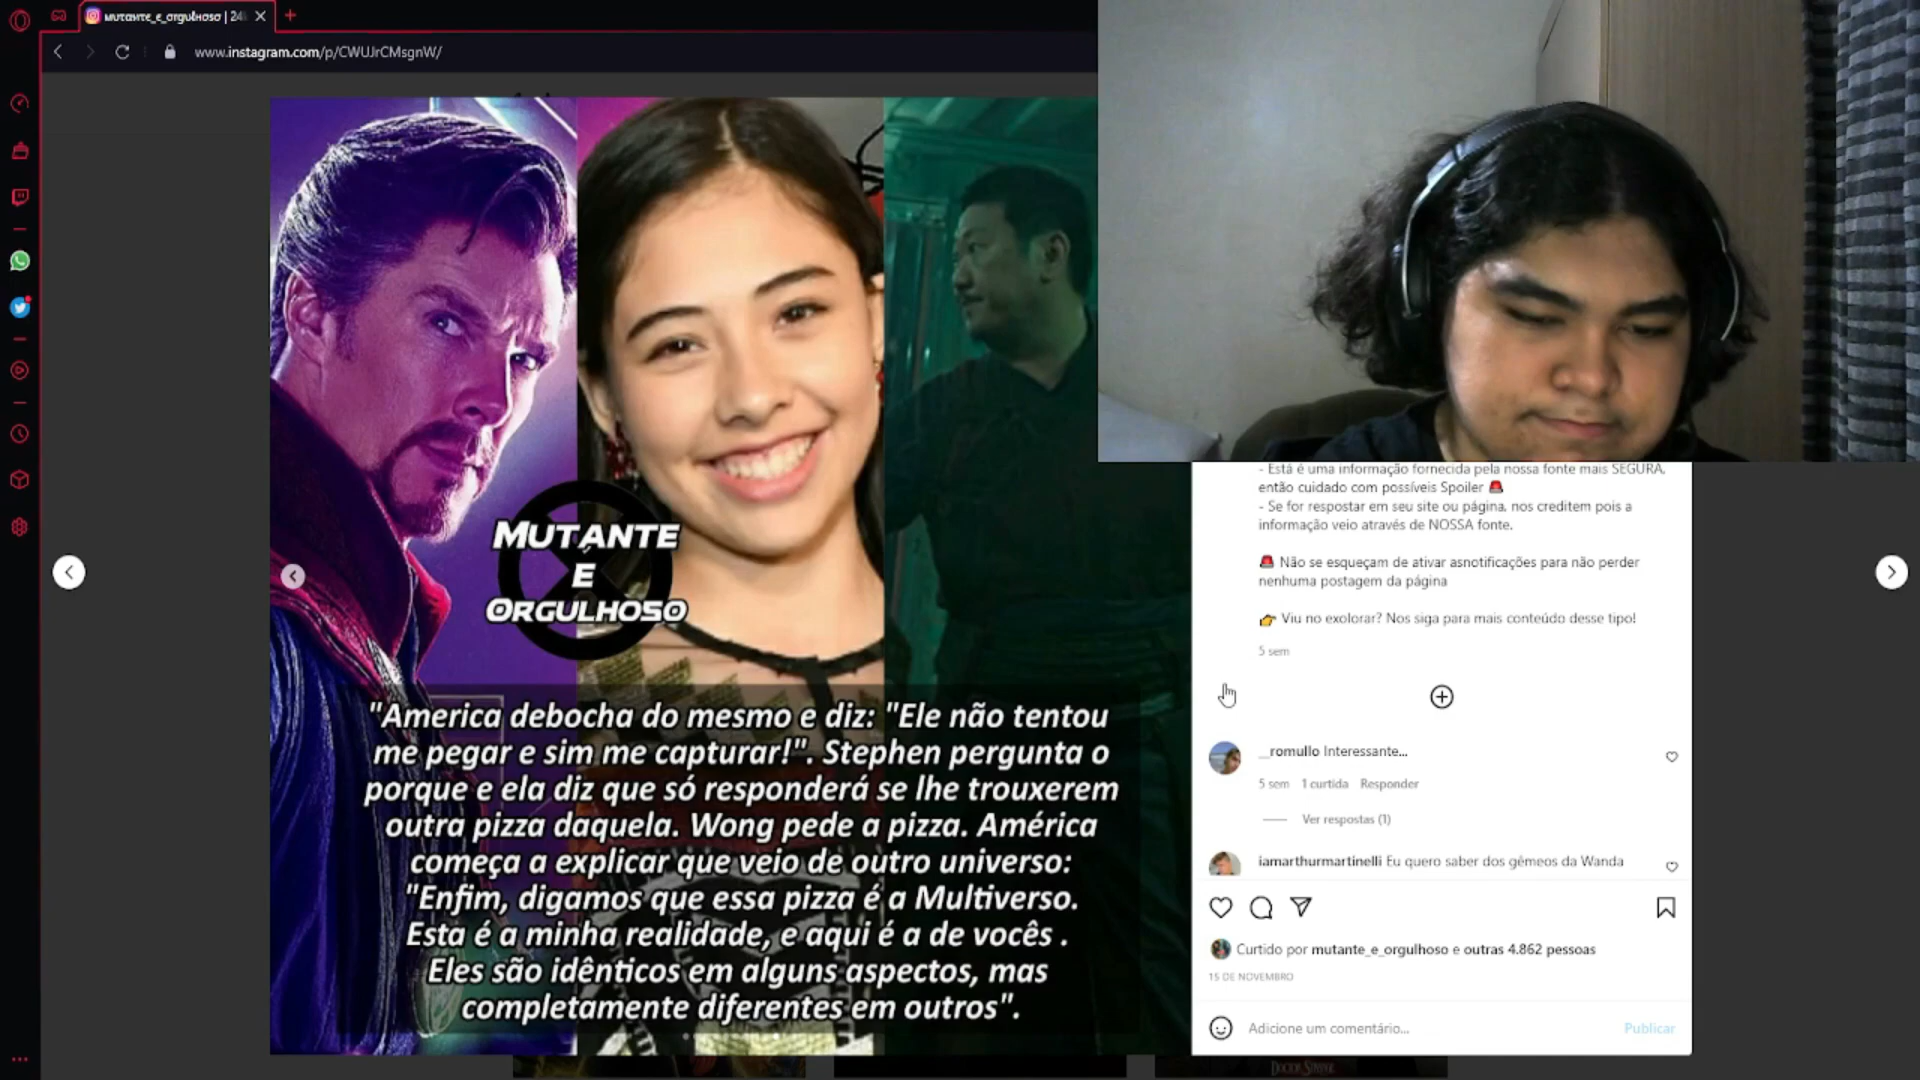 мυтαɴтε_ε_σrgυℓнσsσ | 24
www.instagram.com/p/CWUJrCMsgnW/
MUTANTE
É
ORGULHOSO
"America debocha do mesmo e diz: "Ele não tentou
me pegar e sim me capturar!". Stephen pergunta o
porque e ela diz que só responderá se lhe trouxerem
outra pizza daquela. Wong pede a pizza. América
começa a explicar que veio de outro universo:
"Enfim, digamos que essa pizza é a Multiverso.
Esta é a minha realidade, e aqui é a de vocês .
Eles são idênticos em alguns aspectos, mas
completamente diferentes em outros".
- Está é uma informação fornecida pela nossa fonte mais SEGURA,
então cuidado com possíveis Spoiler 🚨
- Se for respostar em seu site ou página, nos creditem pois a
informação veio através de NOSSA fonte.
🚨 Não se esqueçam de ativar asnotificações para não perder
nenhuma postagem da página
👉 Viu no exolorar? Nos siga para mais conteúdo desse tipo!
5 sem
__romullo Interessante...
5 sem 1 curtida Responder
Ver respostas (1)
iamarthurmartinelli Eu quero saber dos gêmeos da Wanda
Curtido por mutante_e_orgulhoso e outras 4.862 pessoas
15 DE NOVEMBRO
Adicione um comentário... Publicar
DOCTOR STRANGE